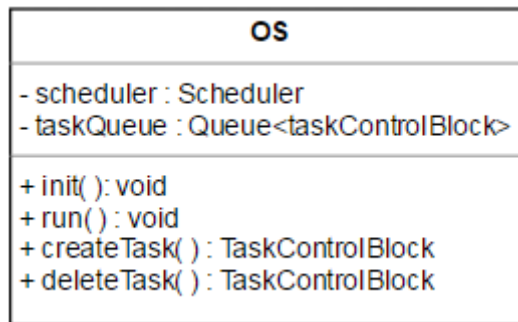 OS
- scheduler : Scheduler
- taskQueue : Queue<taskControlBlock>
+ init( ): void
+ run( ) : void
+ createTask( ) : TaskControlBlock
+ deleteTask( ) : TaskControlBlock